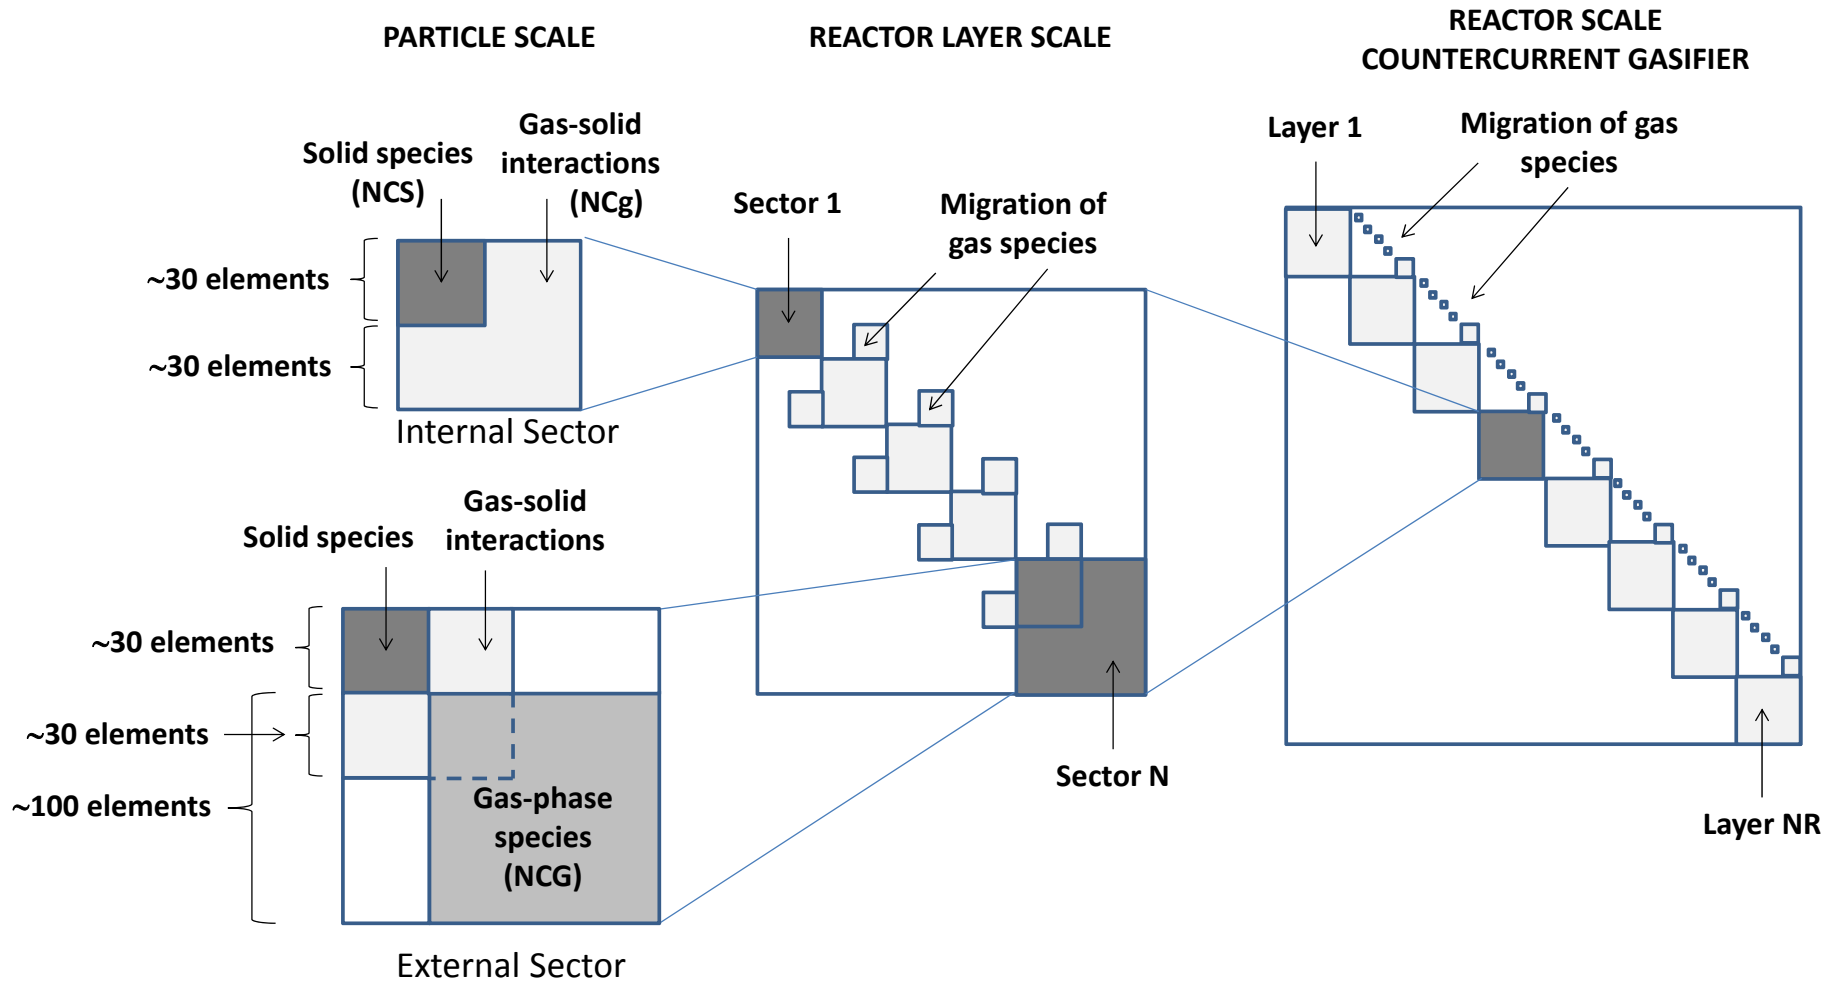 PARTICLE SCALE
REACTOR LAYER SCALE
REACTOR SCALE
COUNTERCURRENT GASIFIER
Solid species
(NCS)
Gas-solid
interactions
(NCg)
~30 elements
~30 elements
Internal Sector
Sector 1
Migration of
gas species
Layer 1
Migration of gas
species
Solid species
Gas-solid
interactions
~30 elements
~30 elements
~100 elements
Gas-phase
species
(NCG)
External Sector
Sector N
Layer NR